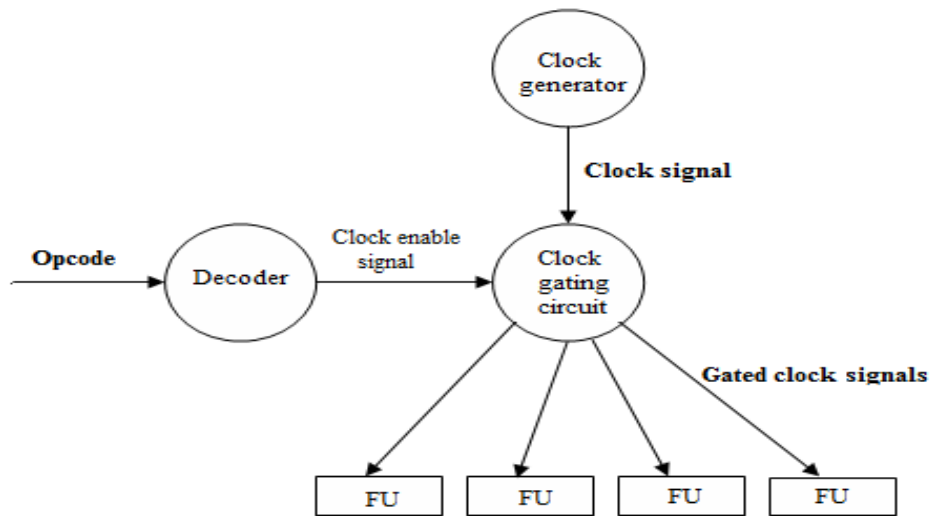 Clock
generator
Clock signal
Opcode
Decoder
Clock enable
signal
Clock
gating
circuit
Gated clock signals
FU
FU
FU
FU